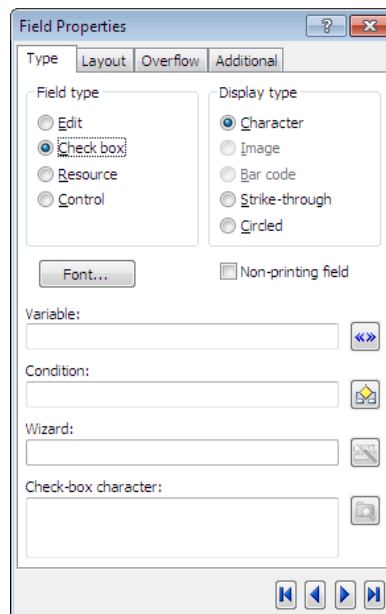 Field Properties
Type Layout Overflow Additional
Field type
Edit
Check box
Resource
Control
Display type
Character
Image
Bar code
Strike-through
Circled
Font...
Non-printing field
Variable:
Condition:
Wizard:
Check-box character: